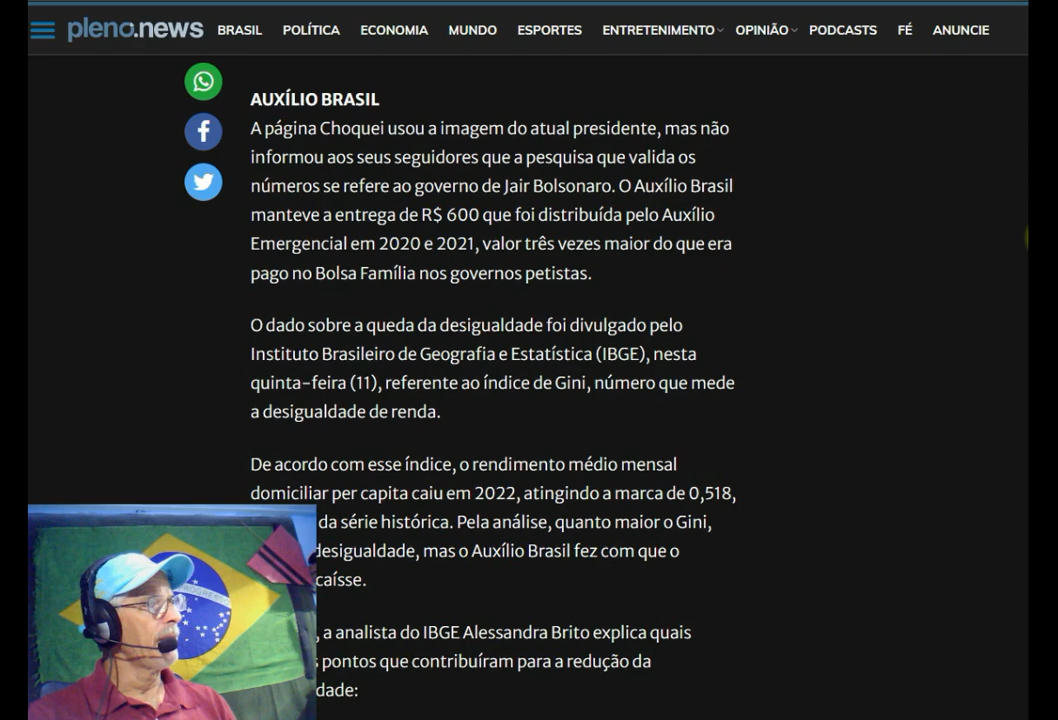 pleno.news BRASIL POLÍTICA ECONOMIA MUNDO ESPORTES ENTRETENIMENTO OPINIÃO PODCASTS FÉ ANUNCIE
AUXÍLIO BRASIL
A página Choquei usou a imagem do atual presidente, mas não
informou aos seus seguidores que a pesquisa que valida os
números se refere ao governo de Jair Bolsonaro. O Auxílio Brasil
manteve a entrega de R$ 600 que foi distribuída pelo Auxílio
Emergencial em 2020 e 2021, valor três vezes maior do que era
pago no Bolsa Família nos governos petistas.
O dado sobre a queda da desigualdade foi divulgado pelo
Instituto Brasileiro de Geografia e Estatística (IBGE), nesta
quinta-feira (11), referente ao índice de Gini, número que mede
a desigualdade de renda.
De acordo com esse índice, o rendimento médio mensal
domiciliar per capita caiu em 2022, atingindo a marca de 0,518,
da série histórica. Pela análise, quanto maior o Gini,
desigualdade, mas o Auxílio Brasil fez com que o
caísse.
, a analista do IBGE Alessandra Brito explica quais
pontos que contribuíram para a redução da
dade: